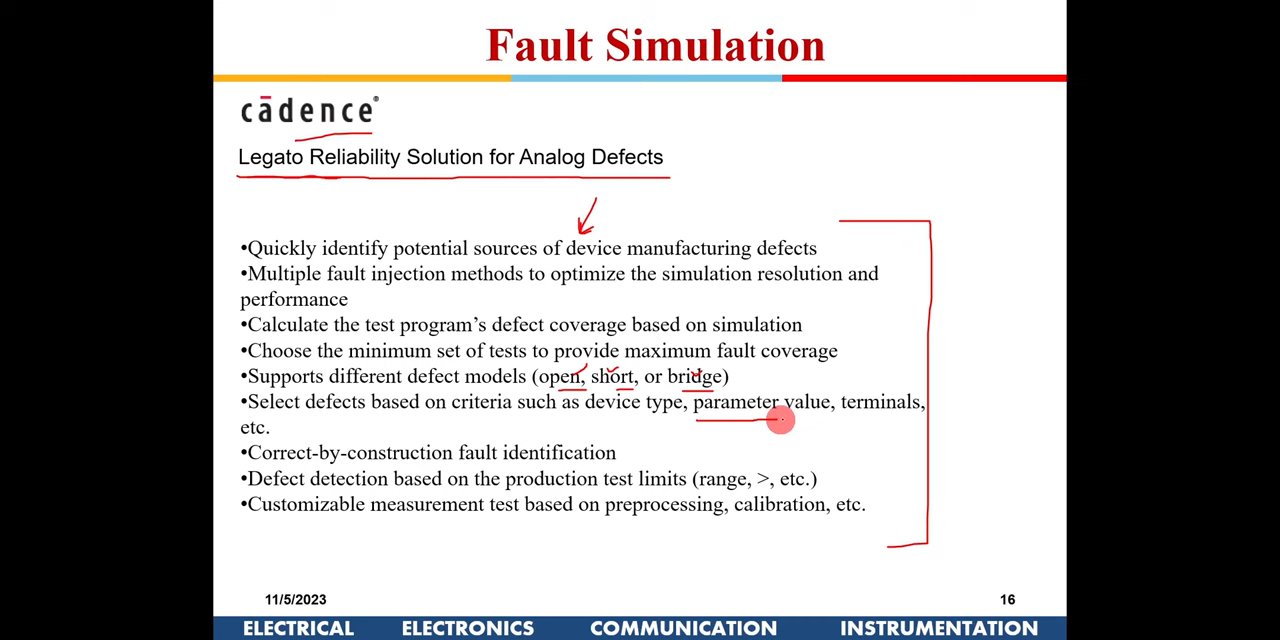 Fault Simulation
cādence®
Legato Reliability Solution for Analog Defects
•Quickly identify potential sources of device manufacturing defects
•Multiple fault injection methods to optimize the simulation resolution and
performance
•Calculate the test program’s defect coverage based on simulation
•Choose the minimum set of tests to provide maximum fault coverage
•Supports different defect models (open, short, or bridge)
•Select defects based on criteria such as device type, parameter value, terminals,
etc.
•Correct-by-construction fault identification
•Defect detection based on the production test limits (range, >, etc.)
•Customizable measurement test based on preprocessing, calibration, etc.
11/5/2023 16
ELECTRICAL ELECTRONICS COMMUNICATION INSTRUMENTATION